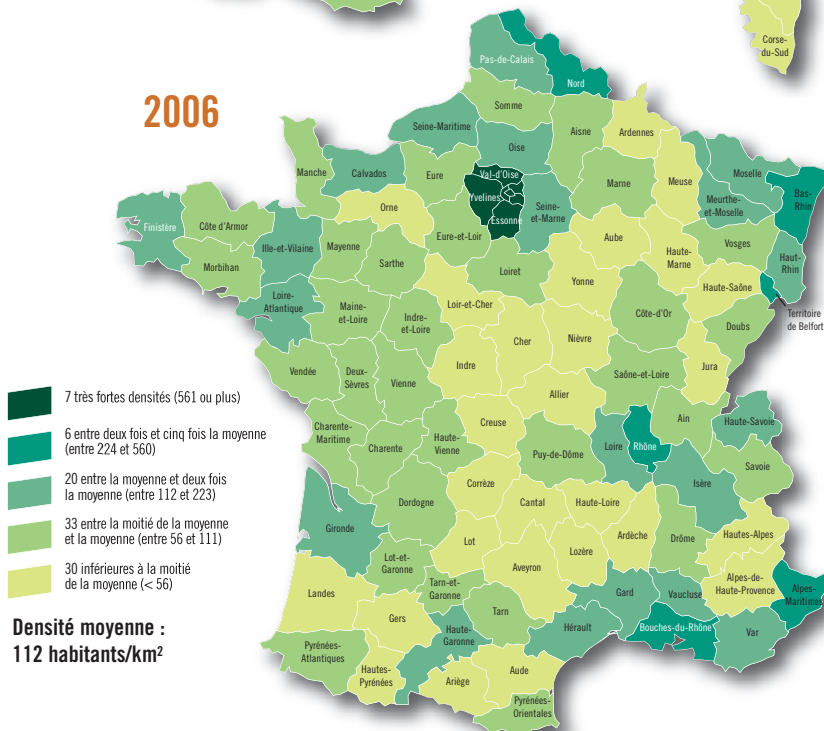 Corse-
du-Sud
2006
Pas-de-Calais
Nord
Somme
Seine-Maritime
Oise
Aisne
Ardennes
Manche
Calvados
Eure
Val-d'Oise
Yvelines
Essonne
Seine-
et-Marne
Marne
Meuse
Moselle
Meurthe-
et-Moselle
Bas-
Rhin
Orne
Finistère
Côte d'Armor
Ille-et-Vilaine
Mayenne
Sarthe
Eure-et-Loir
Morbihan
Loiret
Aube
Haute-
Marne
Vosges
Haut-
Rhin
Yonne
Haute-Saône
Territoire
de Belfort
Loire-
Atlantique
Maine-
et-Loire
Indre-
et-Loire
Loir-et-Cher
Cher
Nièvre
Côte-d'Or
Doubs
Vendée
Deux-
Sèvres
Vienne
Indre
Allier
Saône-et-Loire
Jura
Charente-
Maritime
Charente
Haute-
Vienne
Creuse
Puy-de-Dôme
Loire
Rhône
Ain
Haute-Savoie
Savoie
Isère
Gironde
Dordogne
Corrèze
Cantal
Haute-Loire
Ardèche
Drôme
Hautes-Alpes
Lot
Lot-et-
Garonne
Aveyron
Lozère
Tarn-et-
Garonne
Landes
Gers
Tarn
Gard
Vaucluse
Alpes-de-
Haute-Provence
Alpes-
Maritimes
Haute-
Garonne
Hérault
Bouches-du-Rhône
Var
Pyrénées-
Atlantiques
Hautes-
Pyrénées
Ariège
Aude
Pyrénées-
Orientales
7 très fortes densités (561 ou plus)
6 entre deux fois et cinq fois la moyenne
(entre 224 et 560)
20 entre la moyenne et deux fois
la moyenne (entre 112 et 223)
33 entre la moitié de la moyenne
et la moyenne (entre 56 et 111)
30 inférieures à la moitié
de la moyenne (< 56)
Densité moyenne :
112 habitants/km²